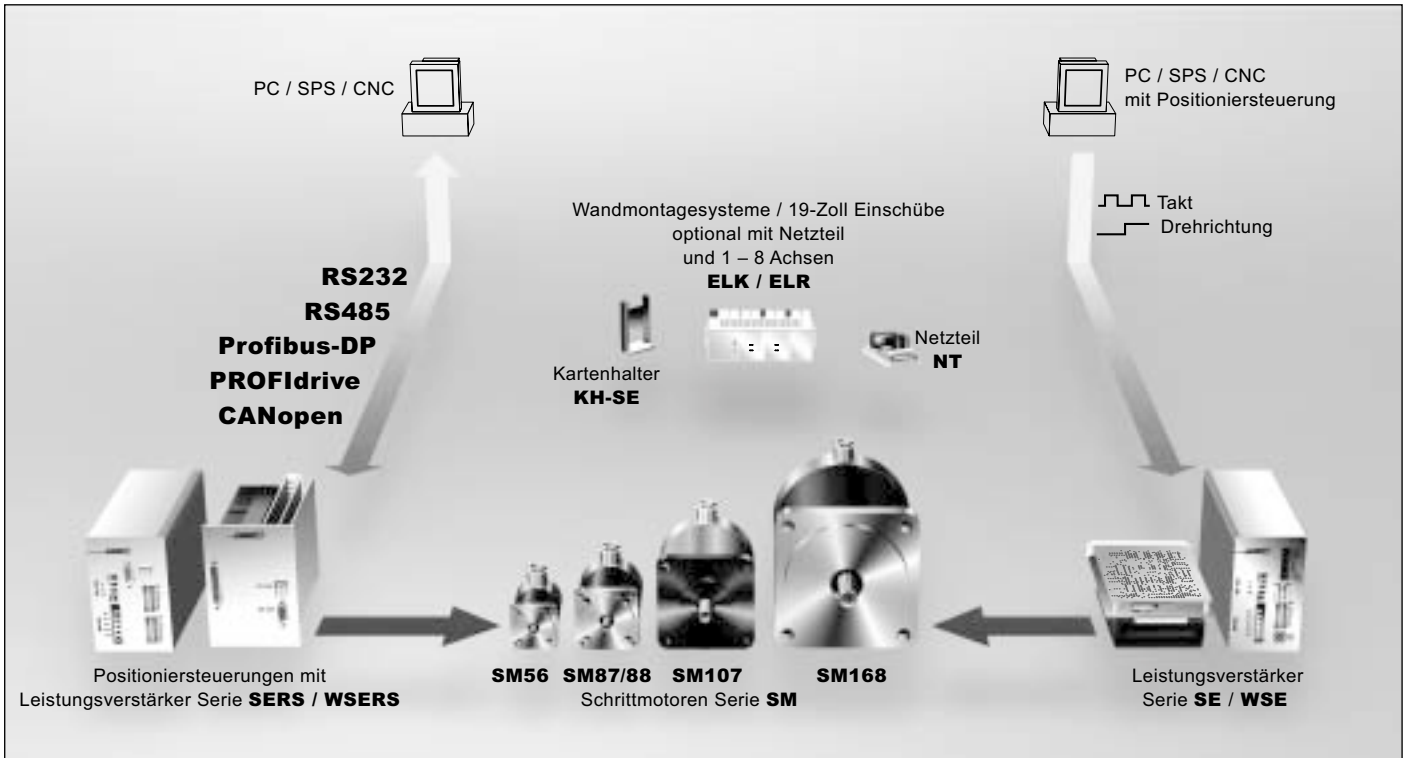 PC / SPS / CNC
PC / SPS / CNC
mit Positioniersteuerung
Takt
Drehrichtung
Wandmontagesysteme / 19-Zoll Einschübe
optional mit Netzteil
und 1 – 8 Achsen
ELK / ELR
RS232
RS485
Profibus-DP
PROFIdrive
CANopen
Kartenhalter
KH-SE
Netzteil
NT
Positioniersteuerungen mit
Leistungsverstärker Serie SERS / WSERS
SM56 SM87/88 SM107 SM168
Schrittmotoren Serie SM
Leistungsverstärker
Serie SE / WSE